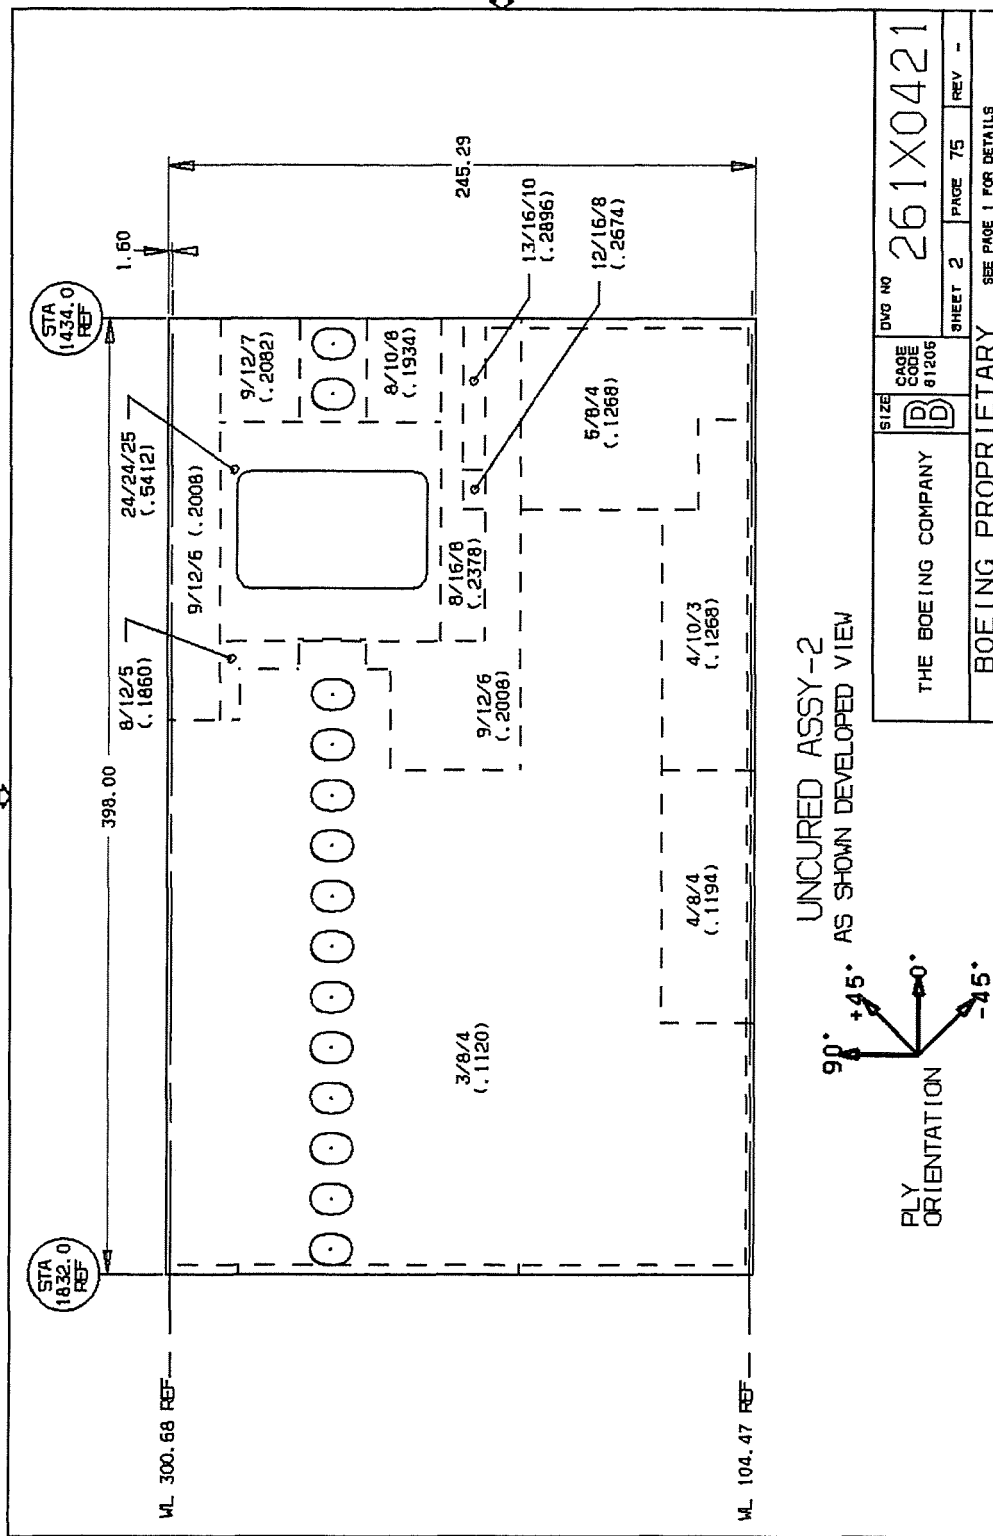 STA
1832.0
REF
398.00
STA
1434.0
REF
1.60
245.29
WL 300.68 REF
WL 104.47 REF
8/12/5
(.1860)
24/24/25
(.5412)
9/12/6 (.2008)
9/12/7
(.2082)
8/10/8
(.1934)
13/16/10
(.2896)
12/16/8
(.2674)
8/16/8
(.2378)
9/12/6
(.2008)
5/8/4
(.1268)
3/8/4
(.1120)
4/8/4
(.1194)
4/10/3
(.1268)
UNCURED ASSY-2
AS SHOWN DEVELOPED VIEW
PLY
ORIENTATION
90°
+45°
0°
-45°
THE BOEING COMPANY
SIZE
B
CAGE
CODE
81205
DWG NO
261X0421
SHEET 2
PAGE 75
REV -
BOEING PROPRIETARY
SEE PAGE 1 FOR DETAILS